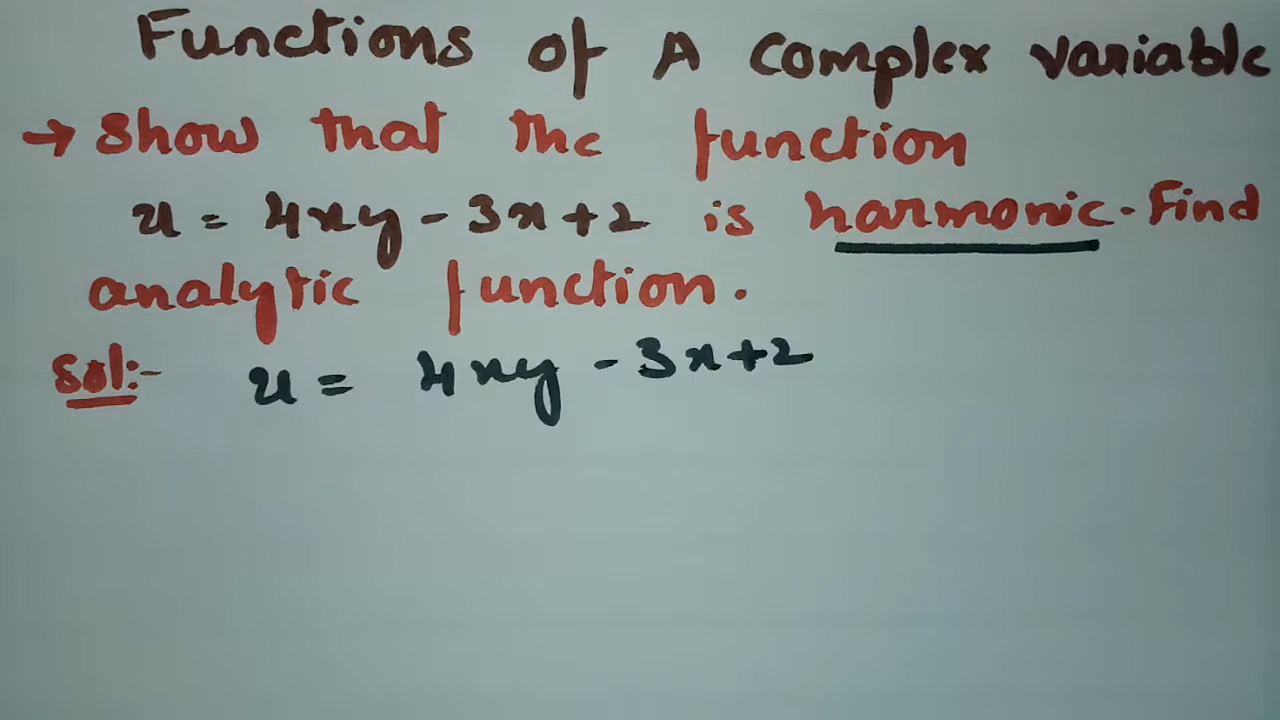 Functions of A Complex variable
→ Show that the function
u = 4xy - 3x + 2 is harmonic. Find
analytic function.
Sol:- u = 4xy - 3x + 2